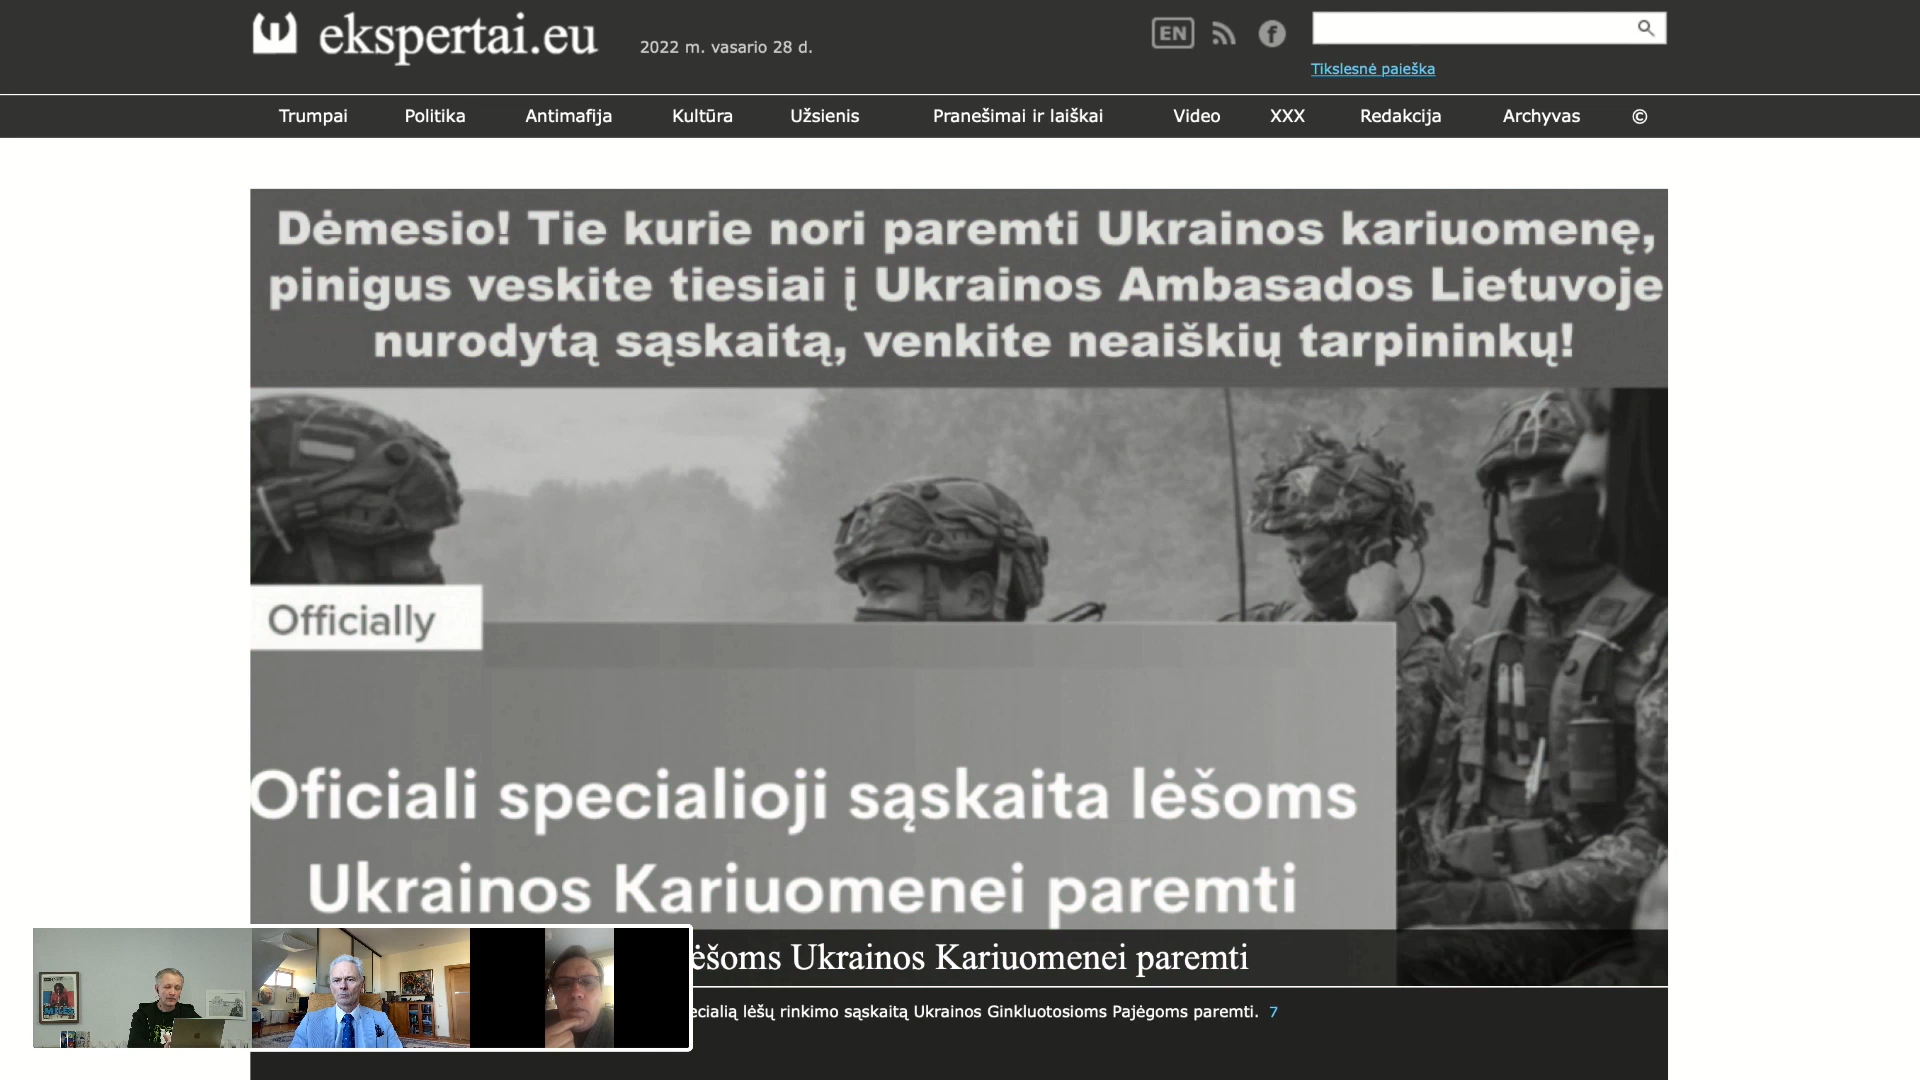 ekspertai.eu
2022 m. vasario 28 d.
EN
Tikslesnė paieška
Trumpai Politika Antimafija Kultūra Užsienis Pranešimai ir laiškai Video XXX Redakcija Archyvas ©
Dėmesio! Tie kurie nori paremti Ukrainos kariuomenę,
pinigus veskite tiesiai į Ukrainos Ambasados Lietuvoje
nurodytą sąskaitą, venkite neaiškių tarpininkų!
Officially
Oficiali specialioji sąskaita lėšoms
Ukrainos Kariuomenei paremti
ėšoms Ukrainos Kariuomenei paremti
ecialią lėšų rinkimo sąskaitą Ukrainos Ginkluotosioms Pajėgoms paremti. 7